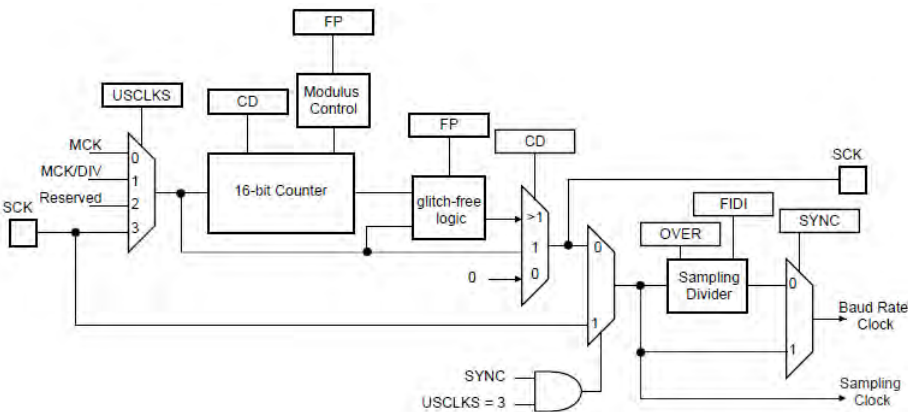 FP
USCLKS
CD
Modulus
Control
FP
CD
SCK
MCK
0
MCK/DIV
1
16-bit Counter
Reserved
2
glitch-free
logic
>1
FIDI
SCK
3
OVER
SYNC
1
0
0
0
Sampling
Divider
0
Baud Rate
Clock
1
1
SYNC
USCLKS = 3
Sampling
Clock